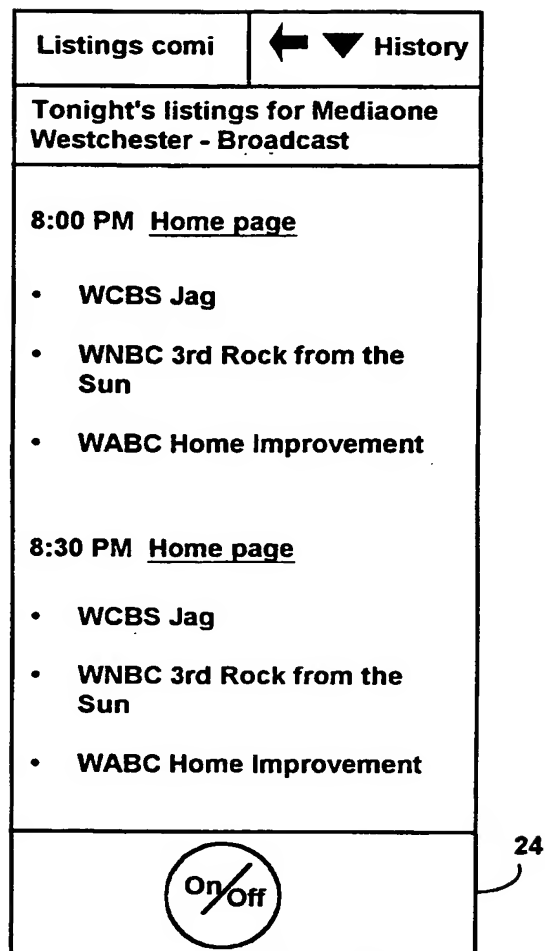 Listings comi
History
Tonight's listings for Mediaone
Westchester - Broadcast
8:00 PM Home page
• WCBS Jag
• WNBC 3rd Rock from the
Sun
• WABC Home Improvement
8:30 PM Home page
• WCBS Jag
• WNBC 3rd Rock from the
Sun
• WABC Home Improvement
24
On/Off